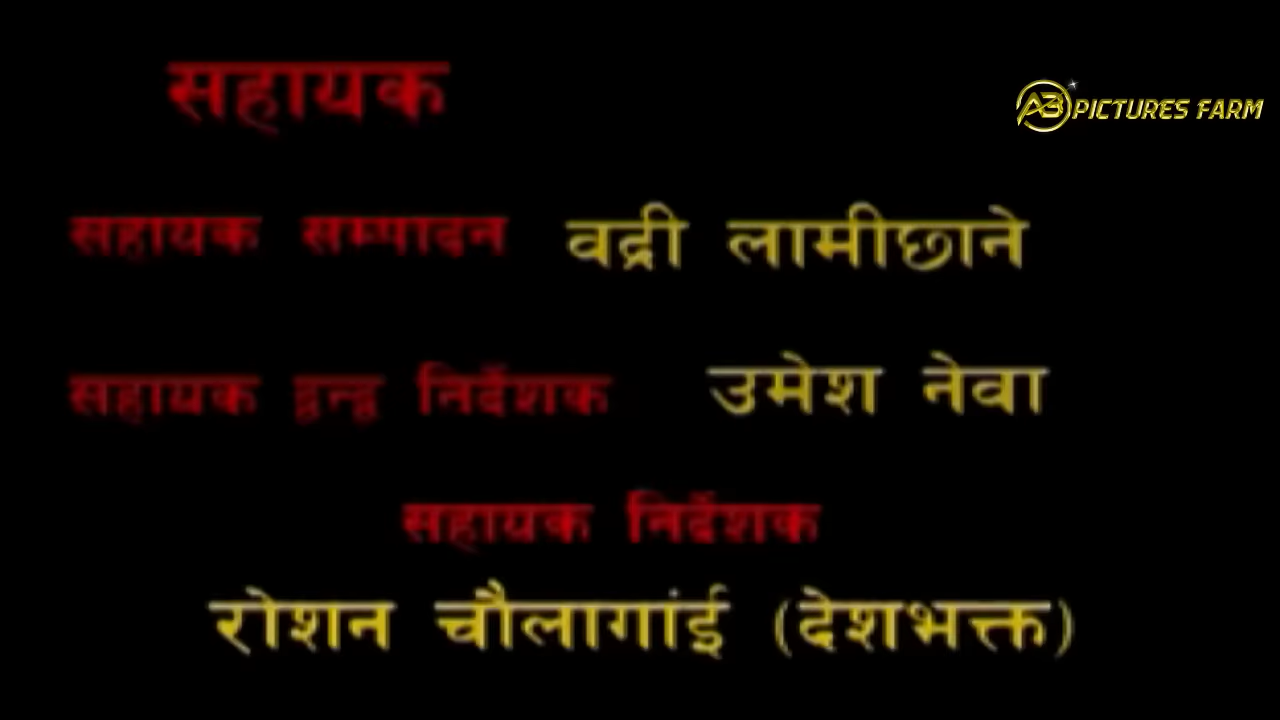 सहायक
A3 PICTURES FARM
सहायक सम्पादन वद्री लामीछाने
सहायक द्वन्द्व निर्देशक उमेश नेवा
सहायक निर्देशक
रोशन चौलागांई (देशभक्त)